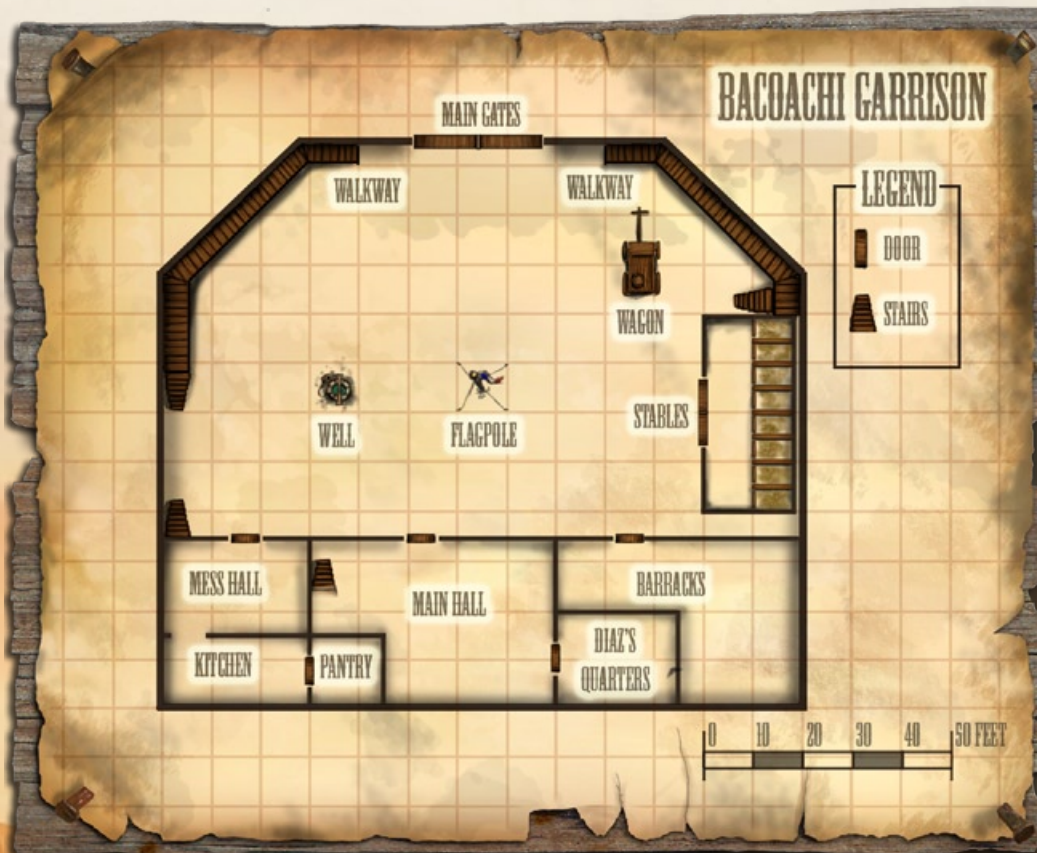 MAIN GATES
BACOACHI GARRISON
WALKWAY
WALKWAY
LEGEND
DOOR
STAIRS
WAGON
WELL
FLAGPOLE
STABLES
MESS HALL
MAIN HALL
BARRACKS
KITCHEN
PANTRY
DIAZ'S
QUARTERS
0 10 20 30 40 50 FEET